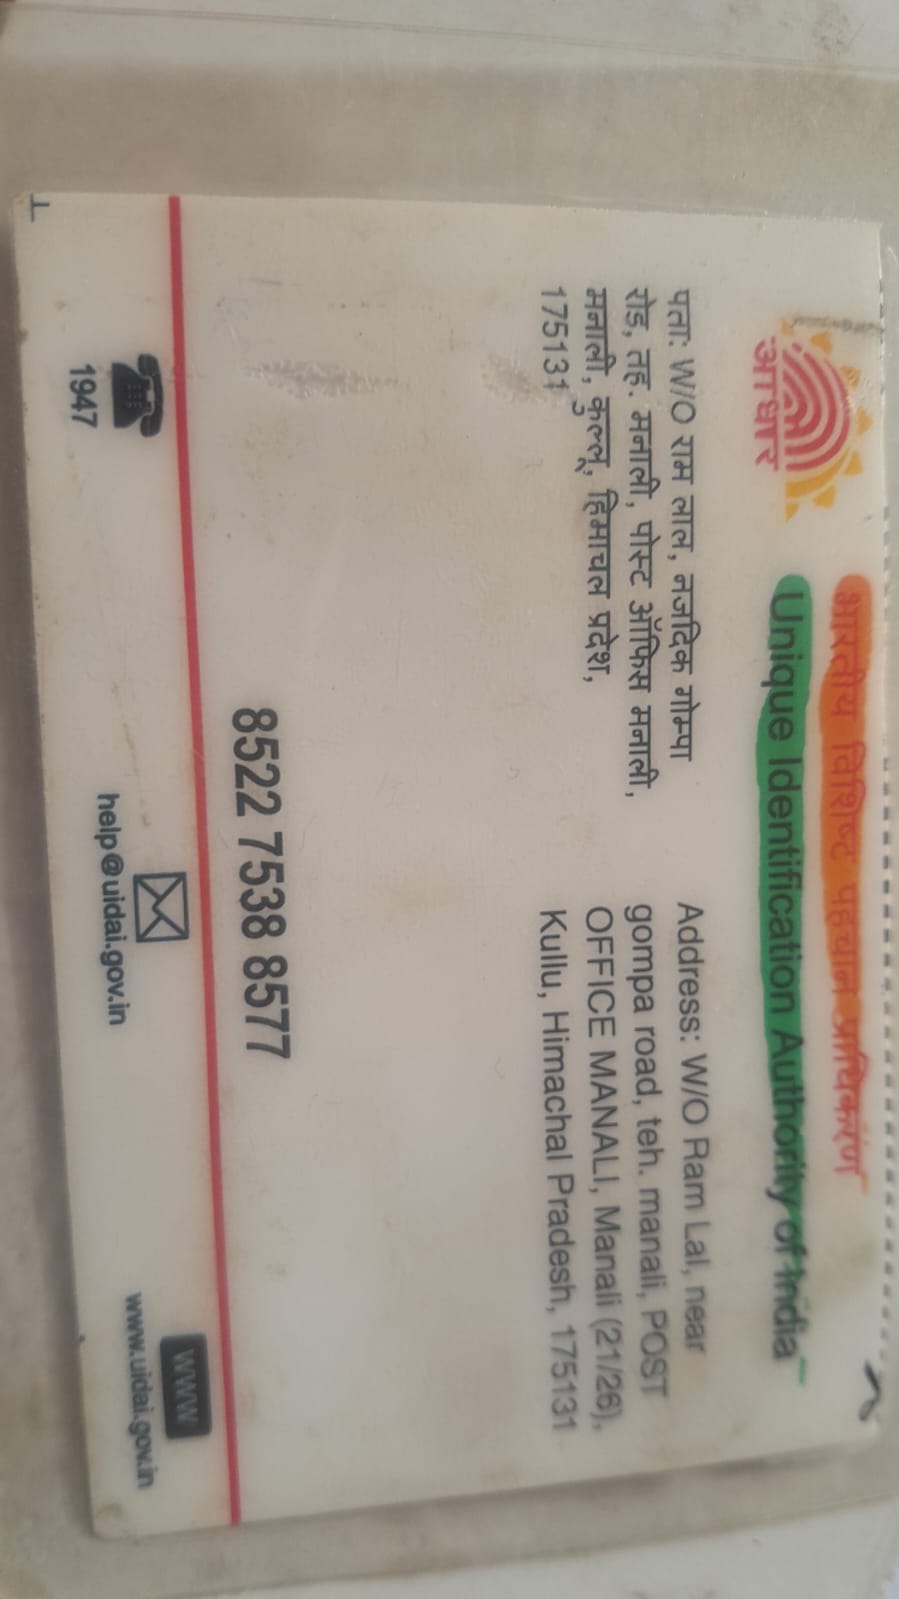 भारतीय विशिष्ट पहचान प्राधिकरण
Unique Identification Authority of India
आधार
पता: W/O राम लाल, नजदिक गोम्पा
रोड, तह. मनाली, पोस्ट ऑफिस मनाली,
मनाली, कुल्लू, हिमाचल प्रदेश,
175131
Address: W/O Ram Lal, near
gompa road, teh. manali, POST
OFFICE MANALI, Manali (21/26),
Kullu, Himachal Pradesh, 175131
8522 7538 8577
1947
help@uidai.gov.in
WWW
www.uidai.gov.in